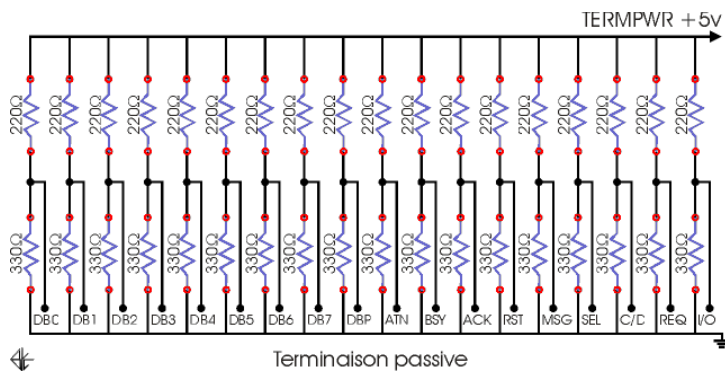 TERMPWR +5v
220Ω 220Ω 220Ω 220Ω 220Ω 220Ω 220Ω 220Ω 220Ω 220Ω 220Ω 220Ω 220Ω 220Ω 220Ω 220Ω 220Ω 220Ω
330Ω 330Ω 330Ω 330Ω 330Ω 330Ω 330Ω 330Ω 330Ω 330Ω 330Ω 330Ω 330Ω 330Ω 330Ω 330Ω 330Ω 330Ω
DB0 DB1 DB2 DB3 DB4 DB5 DB6 DB7 DBP ATN BSY ACK RST MSG SEL C/D REQ I/O
Terminaison passive